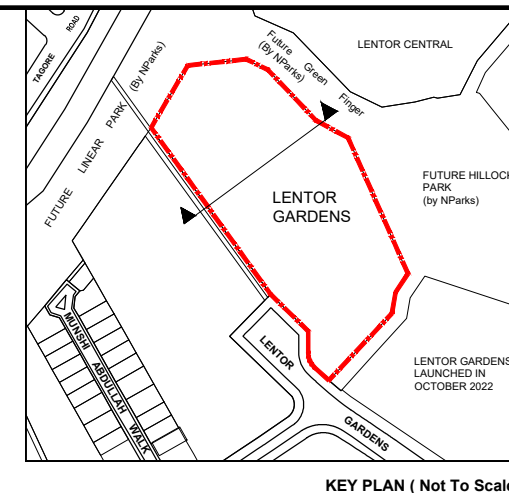 TAGORE ROAD
FUTURE LINEAR PARK (By NParks)
Future Green Finger
(By NParks)
LENTOR CENTRAL
FUTURE HILLOCK
PARK
(by NParks)
LENTOR
GARDENS
LENTOR GARDENS
LAUNCHED IN
OCTOBER 2022
LENTOR
GARDENS
MUNSHI ABDULLAH WALK
KEY PLAN ( Not To Scale